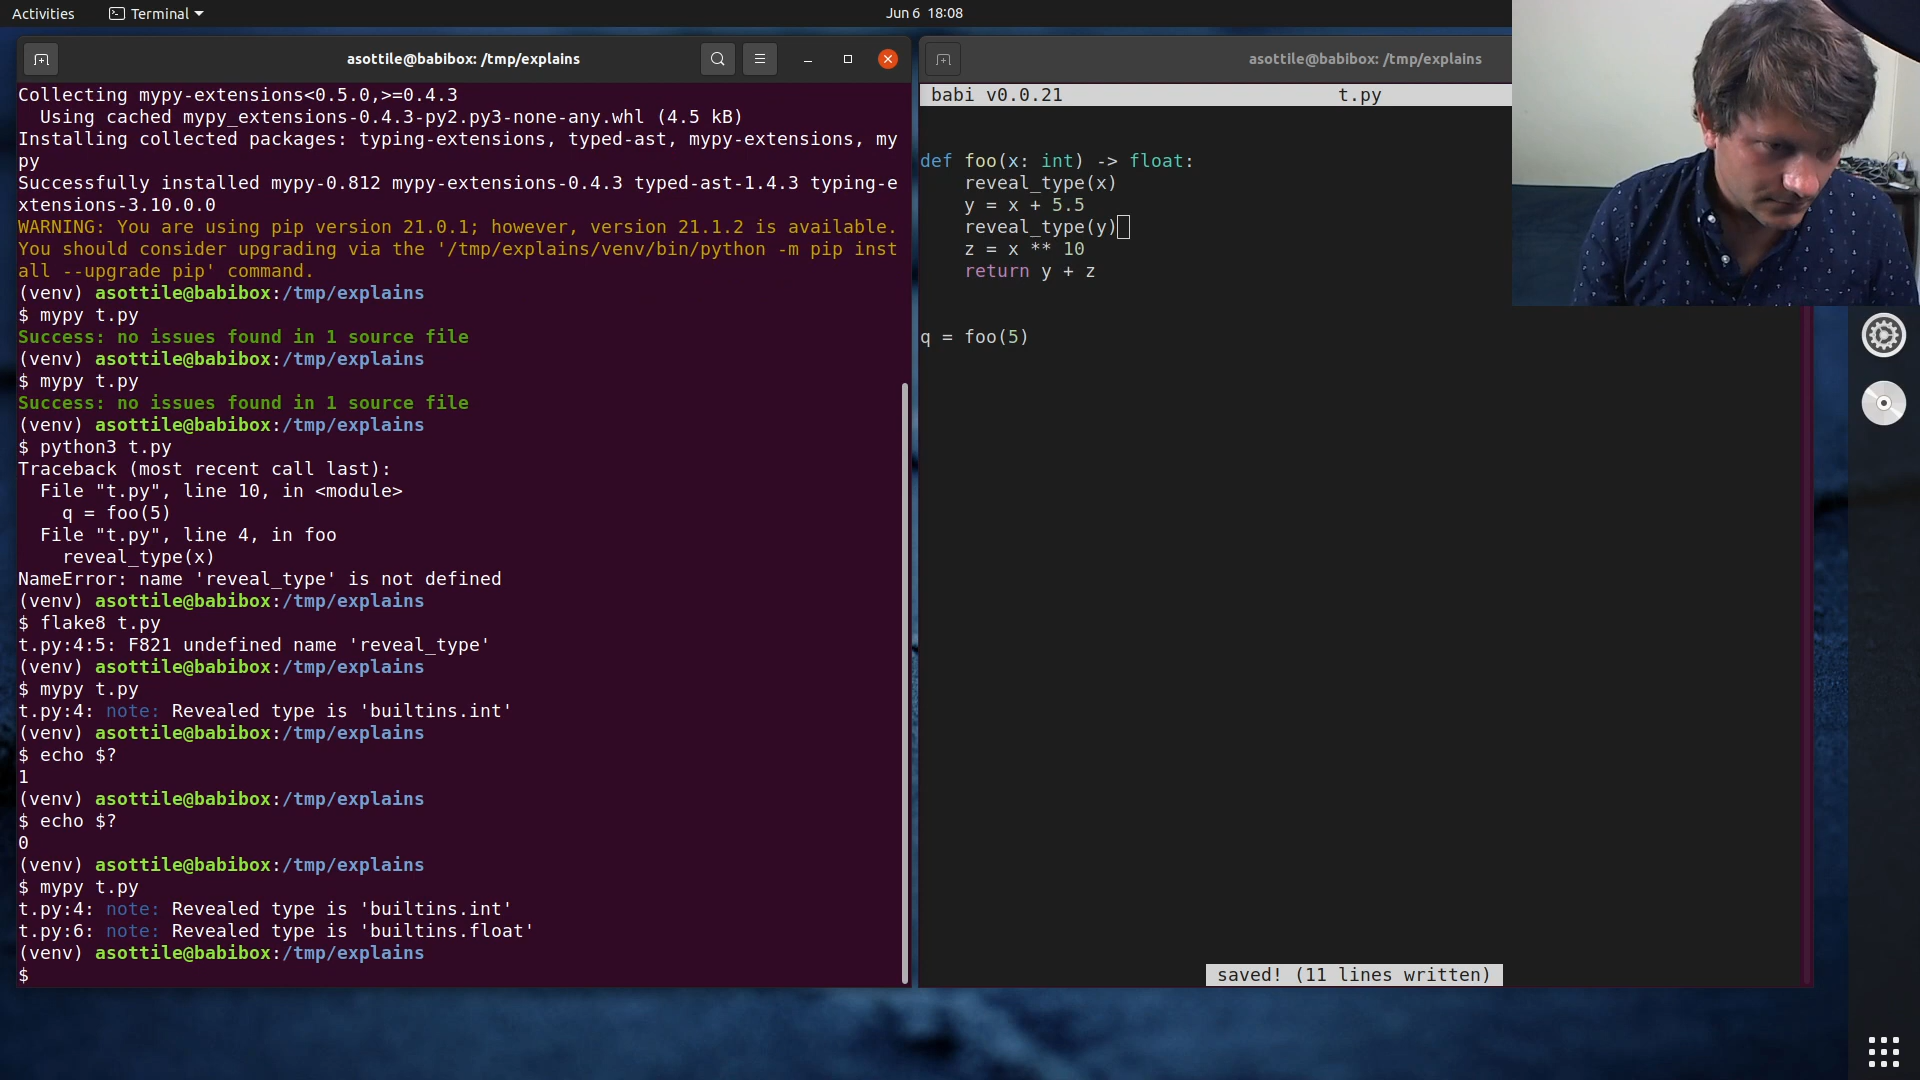 Activities
Terminal
Jun 6 18:08
asottile@babibox: /tmp/explains
Collecting mypy-extensions<0.5.0,>=0.4.3
  Using cached mypy_extensions-0.4.3-py2.py3-none-any.whl (4.5 kB)
Installing collected packages: typing-extensions, typed-ast, mypy-extensions, my
py
Successfully installed mypy-0.812 mypy-extensions-0.4.3 typed-ast-1.4.3 typing-e
xtensions-3.10.0.0
WARNING: You are using pip version 21.0.1; however, version 21.1.2 is available.
You should consider upgrading via the '/tmp/explains/venv/bin/python -m pip inst
all --upgrade pip' command.
(venv) asottile@babibox:/tmp/explains
$ mypy t.py
Success: no issues found in 1 source file
(venv) asottile@babibox:/tmp/explains
$ mypy t.py
Success: no issues found in 1 source file
(venv) asottile@babibox:/tmp/explains
$ python3 t.py
Traceback (most recent call last):
  File "t.py", line 10, in <module>
    q = foo(5)
  File "t.py", line 4, in foo
    reveal_type(x)
NameError: name 'reveal_type' is not defined
(venv) asottile@babibox:/tmp/explains
$ flake8 t.py
t.py:4:5: F821 undefined name 'reveal_type'
(venv) asottile@babibox:/tmp/explains
$ mypy t.py
t.py:4: note: Revealed type is 'builtins.int'
(venv) asottile@babibox:/tmp/explains
$ echo $?
1
(venv) asottile@babibox:/tmp/explains
$ echo $?
0
(venv) asottile@babibox:/tmp/explains
$ mypy t.py
t.py:4: note: Revealed type is 'builtins.int'
t.py:6: note: Revealed type is 'builtins.float'
(venv) asottile@babibox:/tmp/explains
$
asottile@babibox: /tmp/explains
babi v0.0.21 t.py
def foo(x: int) -> float:
    reveal_type(x)
    y = x + 5.5
    reveal_type(y)
    z = x ** 10
    return y + z
q = foo(5)
saved! (11 lines written)